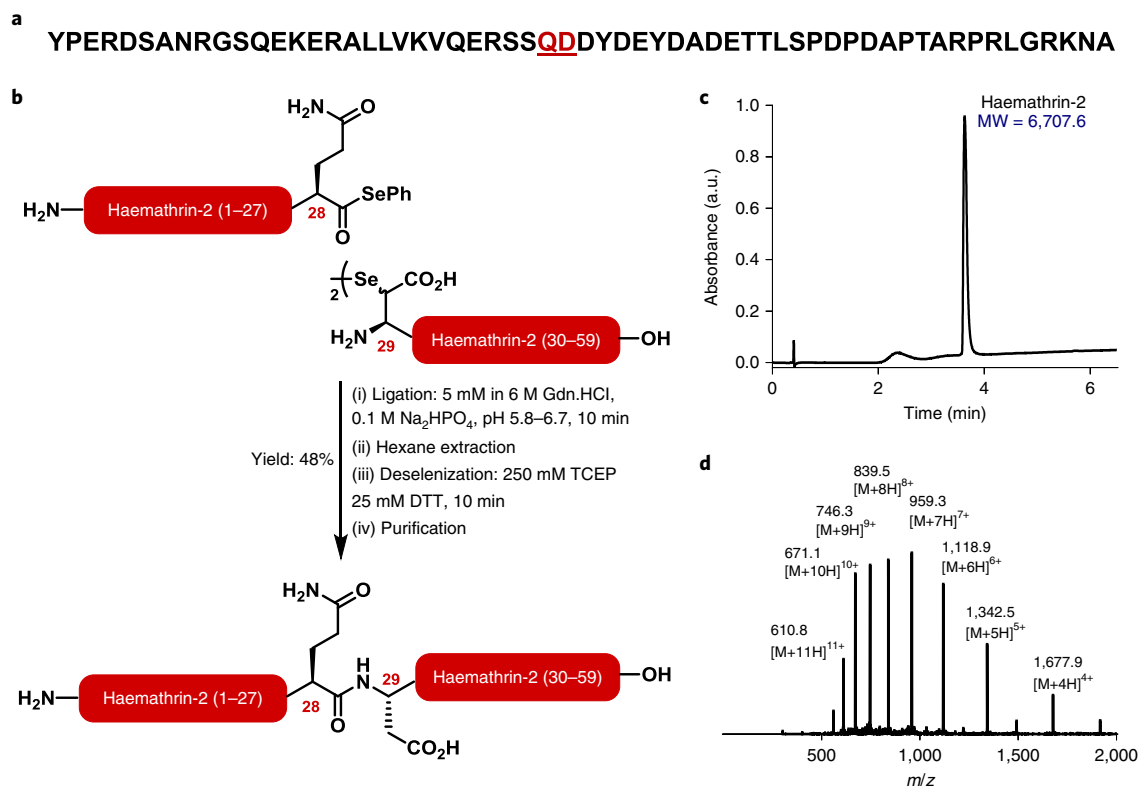 a
YPERDSANRGSQEKERALLVKVQERSSQDDYDEYDADETTLSPDPDAPTARPRLGRKNA
b
H₂N
O
H₂N
Haemathrin-2 (1–27)
28
SePh
O
2
Se
CO₂H
H₂N
29
Haemathrin-2 (30–59)
OH
Yield: 48%
(i) Ligation: 5 mM in 6 M Gdn.HCl,
0.1 M Na₂HPO₄, pH 5.8–6.7, 10 min
(ii) Hexane extraction
(iii) Deselenization: 250 mM TCEP
25 mM DTT, 10 min
(iv) Purification
H₂N
O
H₂N
Haemathrin-2 (1–27)
28
O
H
N
29
Haemathrin-2 (30–59)
OH
CO₂H
c
Haemathrin-2
MW = 6,707.6
Absorbance (a.u.)
1.0
0.8
0.6
0.4
0.2
0.0
0 2 4 6
Time (min)
d
839.5
[M+8H]⁸⁺
746.3
[M+9H]⁹⁺
959.3
[M+7H]⁷⁺
671.1
[M+10H]¹⁰⁺
1,118.9
[M+6H]⁶⁺
610.8
[M+11H]¹¹⁺
1,342.5
[M+5H]⁵⁺
1,677.9
[M+4H]⁴⁺
500 1,000 1,500 2,000
m/z